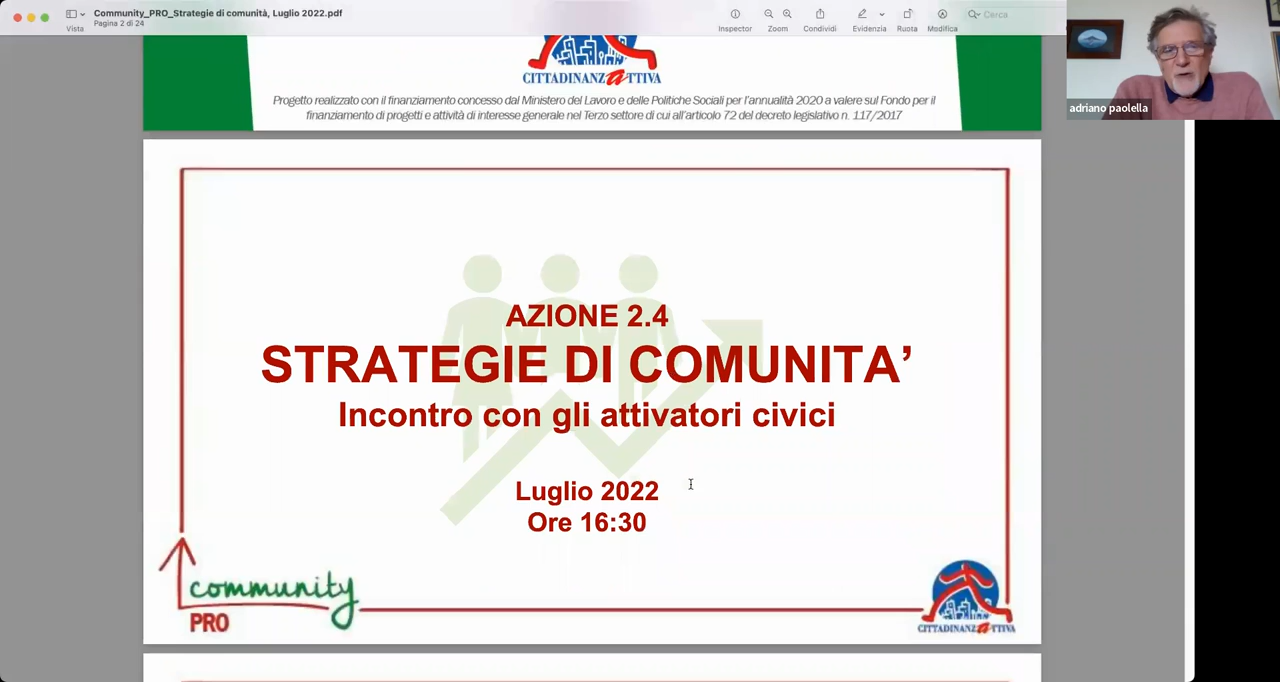 Community_PRO_Strategie di comunità, Luglio 2022.pdf
Pagina 2 di 24
Vista
Inspector
Zoom
Condividi
Evidenzia
Ruota
Modifica
Cerca
adriano paolella
CITTADINANZATTIVA
Progetto realizzato con il finanziamento concesso dal Ministero del Lavoro e delle Politiche Sociali per l'annualità 2020 a valere sul Fondo per il
finanziamento di progetti e attività di interesse generale nel Terzo settore di cui all'articolo 72 del decreto legislativo n. 117/2017
AZIONE 2.4
STRATEGIE DI COMUNITA’
Incontro con gli attivatori civici
Luglio 2022
Ore 16:30
community
PRO
CITTADINANZATTIVA